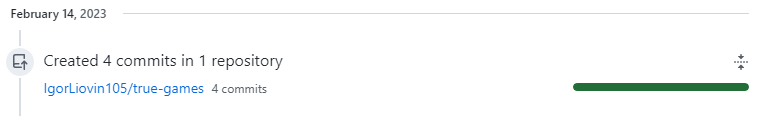 February 14, 2023
Created 4 commits in 1 repository
IgorLiovin105/true-games 4 commits